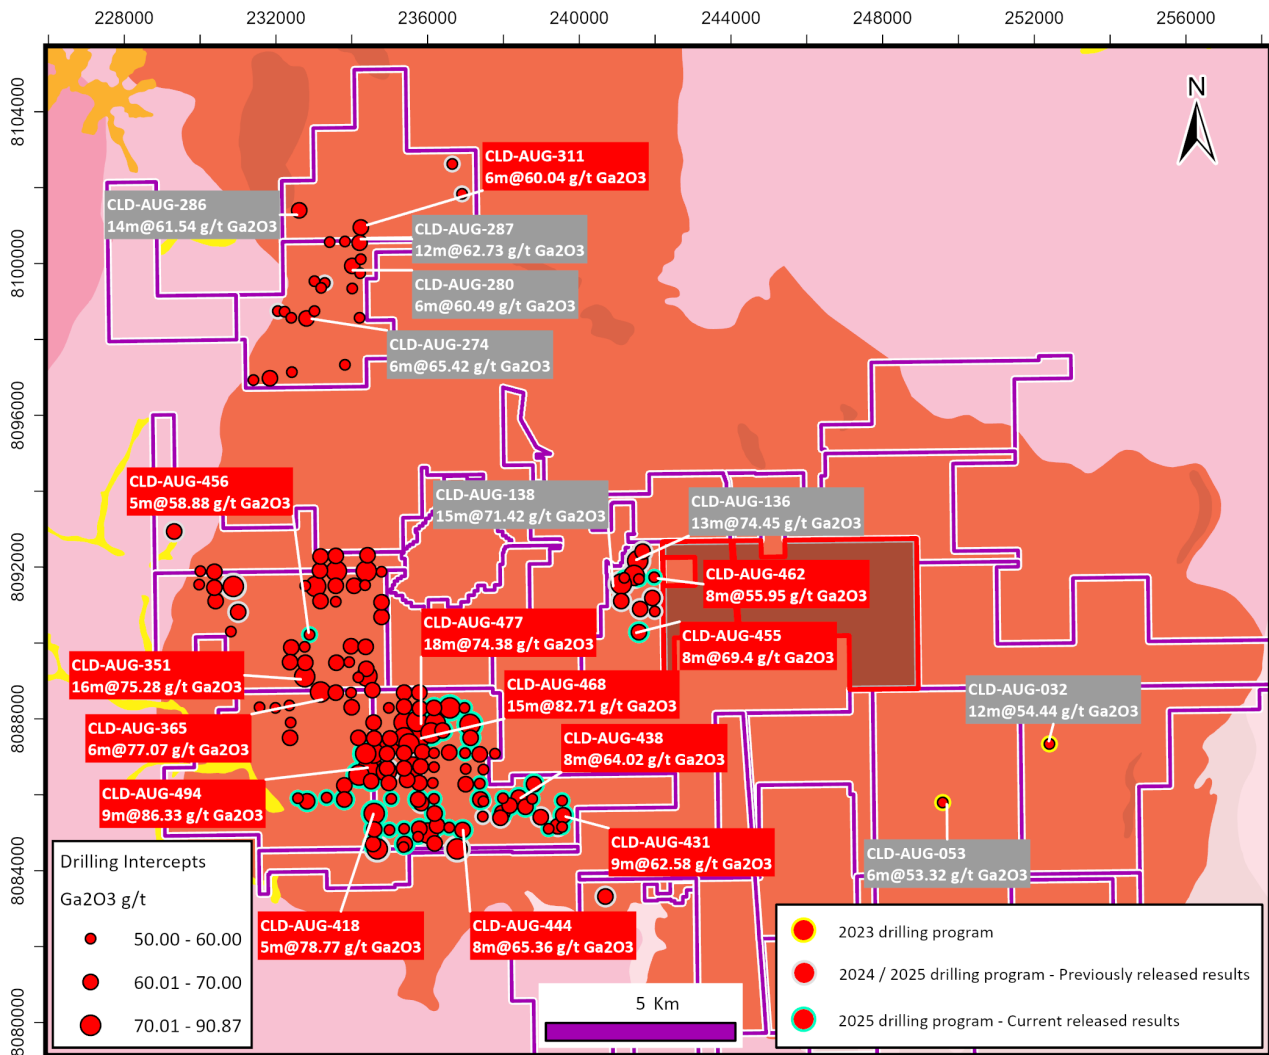 228000 232000 236000 240000 244000 248000 252000 256000
8104000
8100000
8096000
8092000
8088000
8084000
8080000
N
CLD-AUG-311
6m@60.04 g/t Ga2O3
CLD-AUG-286
14m@61.54 g/t Ga2O3
CLD-AUG-287
12m@62.73 g/t Ga2O3
CLD-AUG-280
6m@60.49 g/t Ga2O3
CLD-AUG-274
6m@65.42 g/t Ga2O3
CLD-AUG-456
5m@58.88 g/t Ga2O3
CLD-AUG-138
15m@71.42 g/t Ga2O3
CLD-AUG-136
13m@74.45 g/t Ga2O3
CLD-AUG-462
8m@55.95 g/t Ga2O3
CLD-AUG-477
18m@74.38 g/t Ga2O3
CLD-AUG-455
8m@69.4 g/t Ga2O3
CLD-AUG-351
16m@75.28 g/t Ga2O3
CLD-AUG-468
15m@82.71 g/t Ga2O3
CLD-AUG-032
12m@54.44 g/t Ga2O3
CLD-AUG-365
6m@77.07 g/t Ga2O3
CLD-AUG-438
8m@64.02 g/t Ga2O3
CLD-AUG-494
9m@86.33 g/t Ga2O3
CLD-AUG-431
9m@62.58 g/t Ga2O3
CLD-AUG-053
6m@53.32 g/t Ga2O3
CLD-AUG-418
5m@78.77 g/t Ga2O3
CLD-AUG-444
8m@65.36 g/t Ga2O3
Drilling Intercepts
Ga2O3 g/t
50.00 - 60.00
60.01 - 70.00
70.01 - 90.87
5 Km
2023 drilling program
2024 / 2025 drilling program - Previously released results
2025 drilling program - Current released results